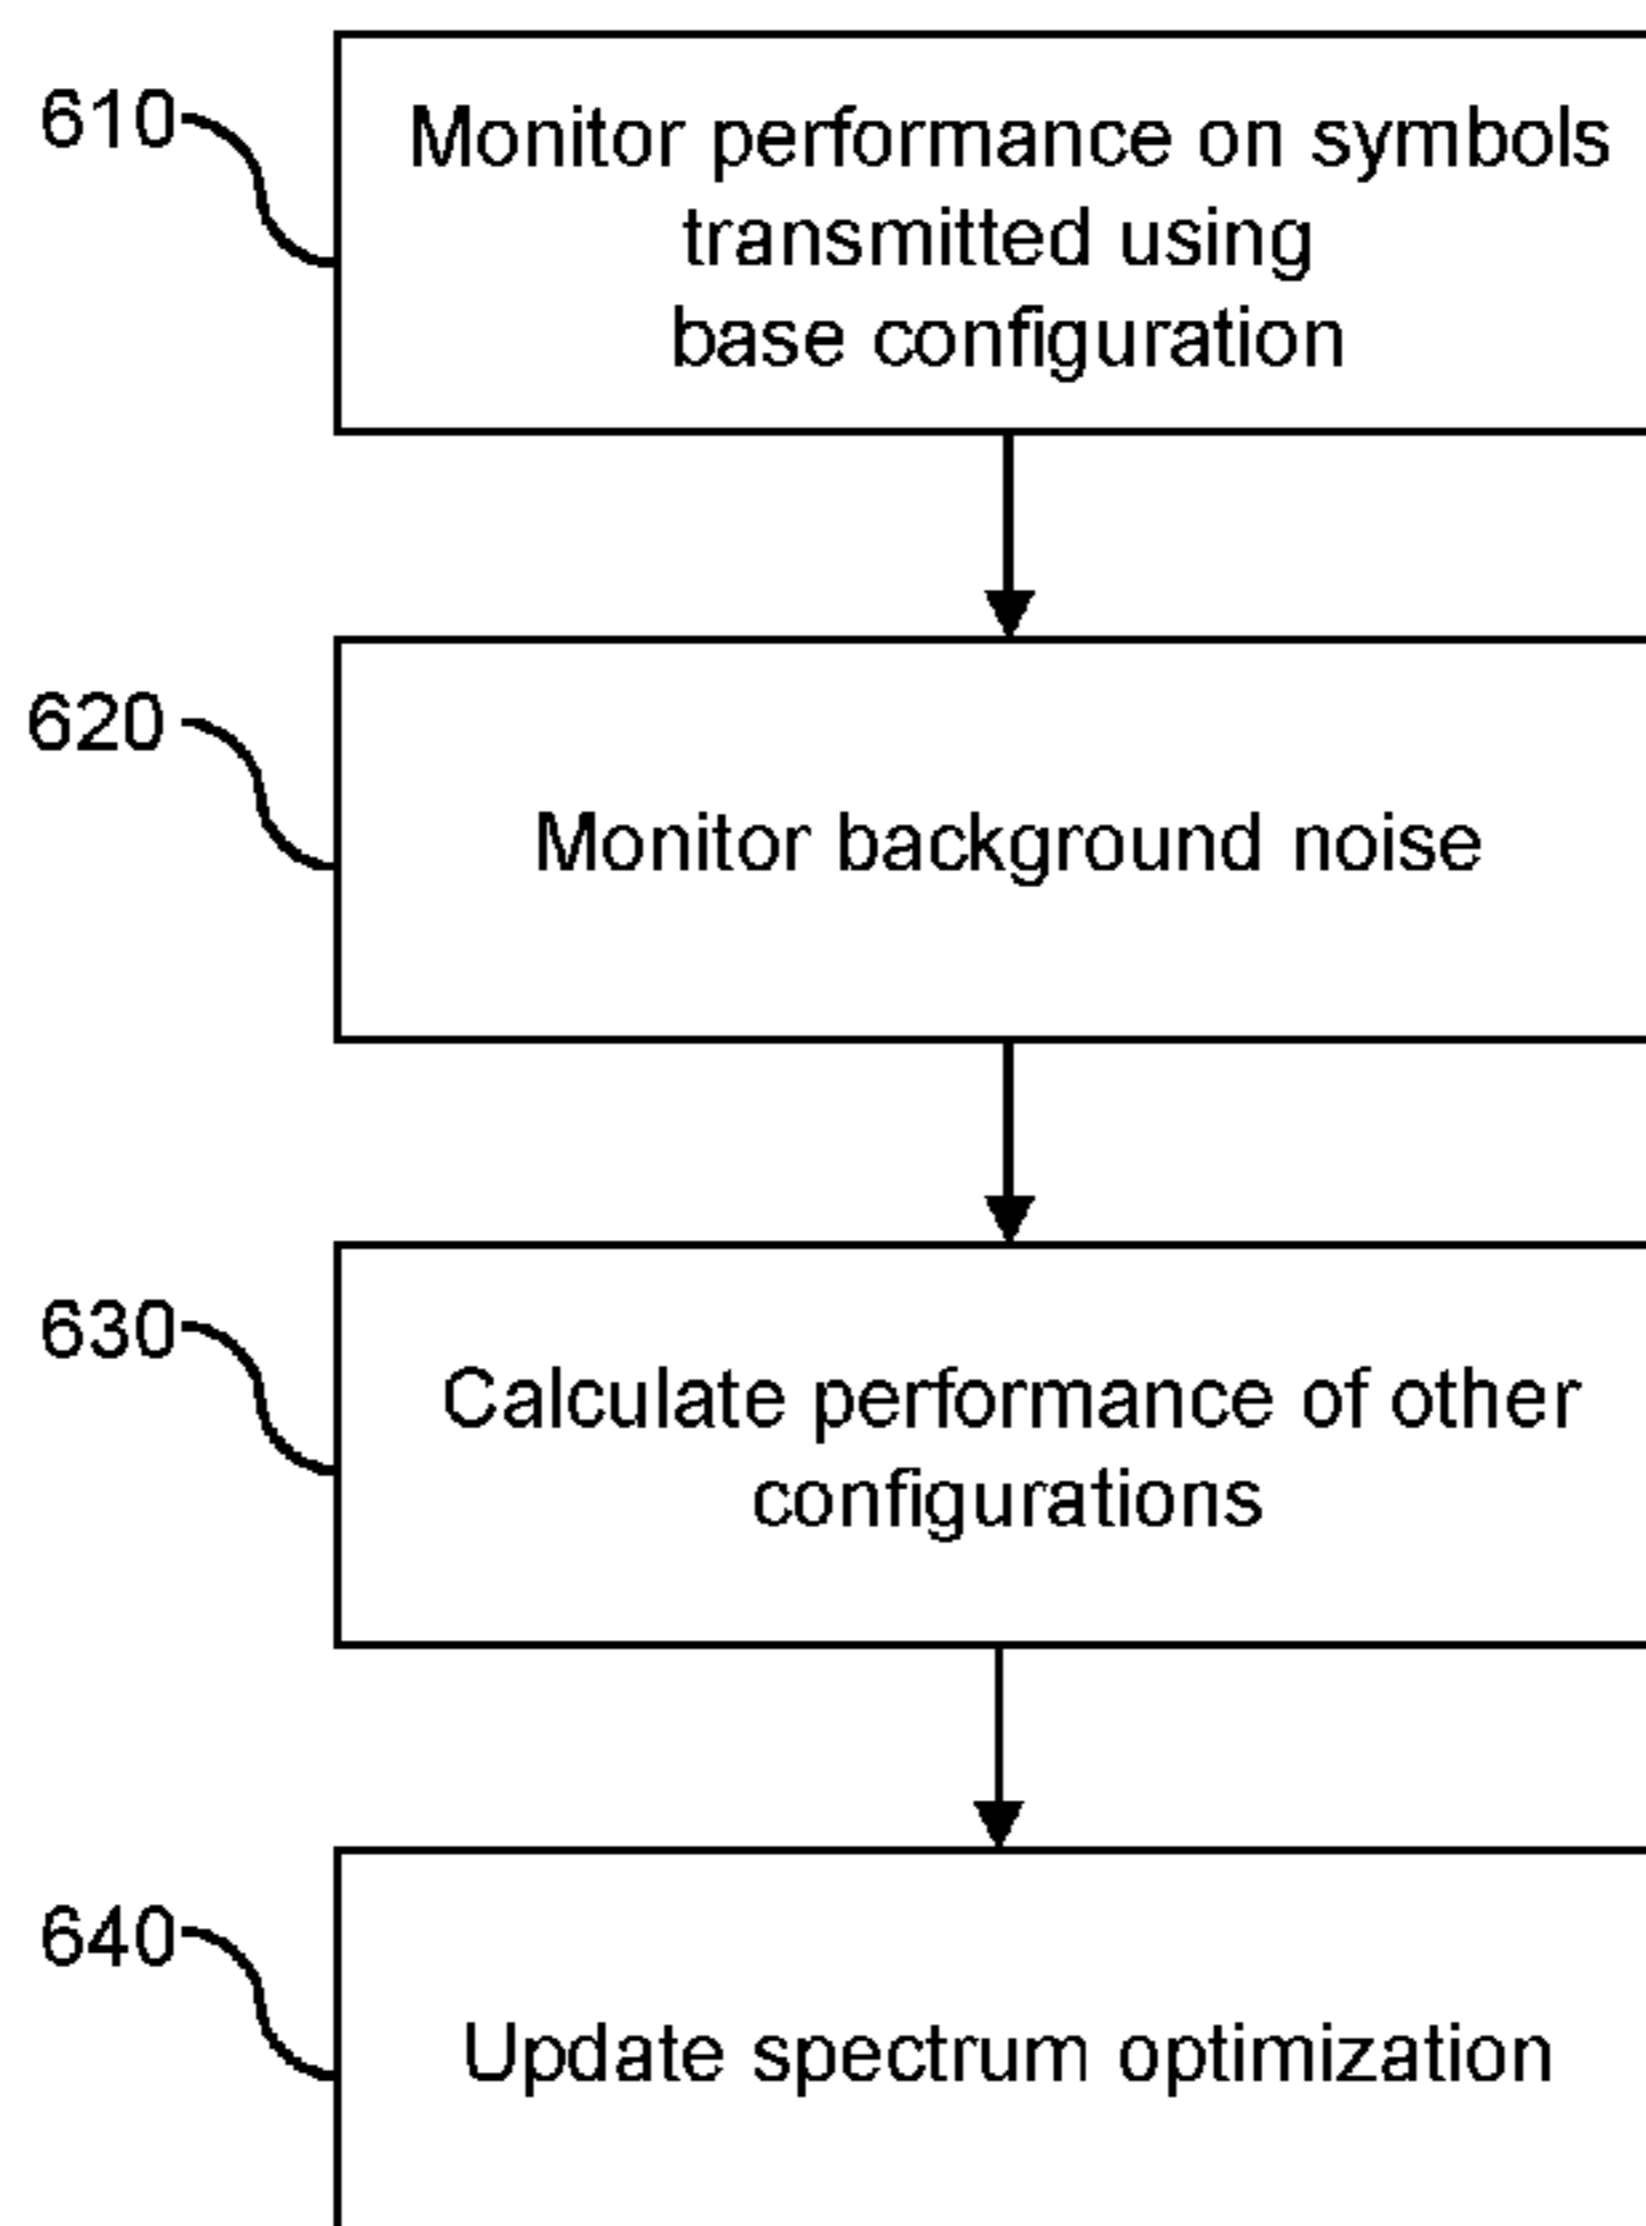 610
Monitor performance on symbols
transmitted using
base configuration
620
Monitor background noise
630
Calculate performance of other
configurations
640
Update spectrum optimization